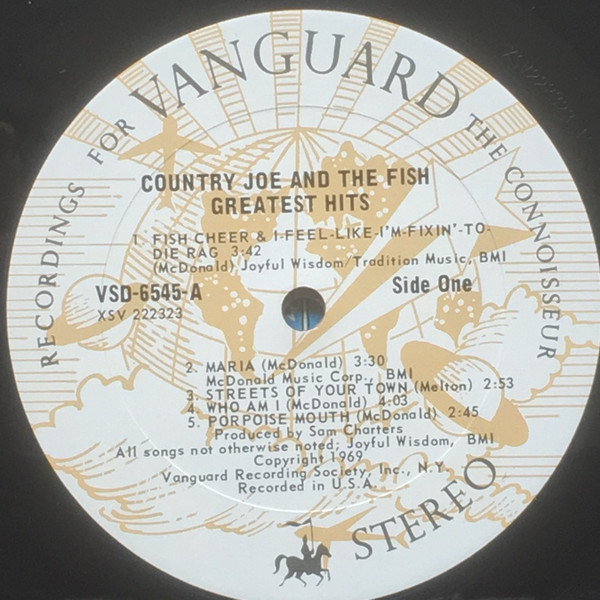 RECORDINGS FOR VANGUARD THE CONNOISSEUR
COUNTRY JOE AND THE FISH
GREATEST HITS
1. FISH CHEER & I-FEEL-LIKE-I'M-FIXIN'-TO-
DIE RAG 3:42
(McDonald) Joyful Wisdom/Tradition Music, BMI
VSD-6545-A
Side One
XSV 222323
2. MARIA (McDonald) 3:30
McDonald Music Corp., BMI
3. STREETS OF YOUR TOWN (Melton) 2:53
4. WHO AM I (McDonald) 4:03
5. PORPOISE MOUTH (McDonald) 2:45
Produced by Sam Charters
All songs not otherwise noted; Joyful Wisdom, BMI
Copyright 1969
Vanguard Recording Society, Inc., N.Y.
Recorded in U.S.A.
STEREO